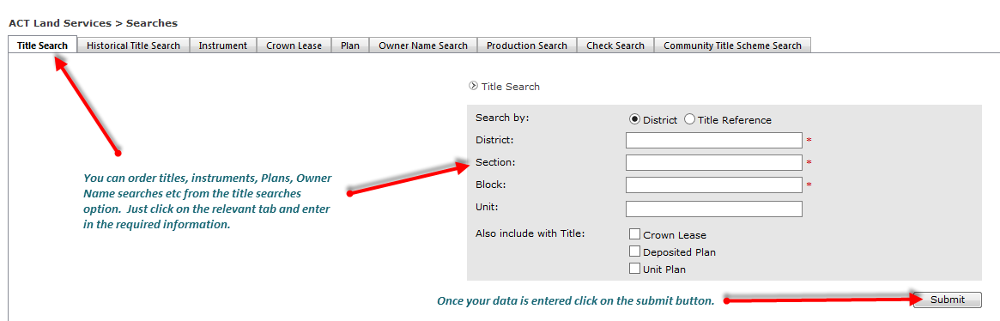 ACT Land Services > Searches
Title Search Historical Title Search Instrument Crown Lease Plan Owner Name Search Production Search Check Search Community Title Scheme Search
Title Search
Search by: District Title Reference
District: *
Section: *
Block: *
Unit:
Also include with Title: Crown Lease
Deposited Plan
Unit Plan
You can order titles, instruments, Plans, Owner
Name searches etc from the title searches
option. Just click on the relevant tab and enter
in the required information.
Once your data is entered click on the submit button.
Submit